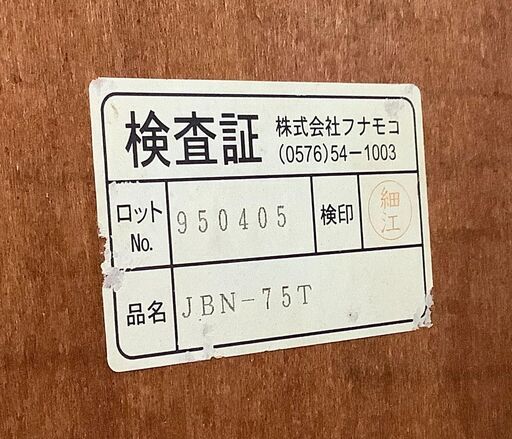 検査証 株式会社フナモコ
(0576)54-1003
ロット
No.
950405
検印
細江
品名
JBN-75T